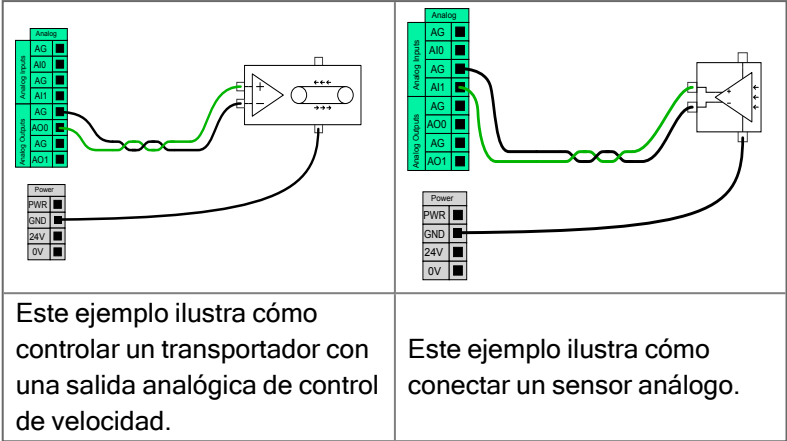 Analog
Analog Inputs
AG
AI0
AG
AI1
Analog Outputs
AG
AO0
AG
AO1
+
−
Power
PWR
GND
24V
0V
Analog
Analog Inputs
AG
AI0
AG
AI1
Analog Outputs
AG
AO0
AG
AO1
+
-
Power
PWR
GND
24V
0V
Este ejemplo ilustra cómo
controlar un transportador con
una salida analógica de control
de velocidad.
Este ejemplo ilustra cómo
conectar un sensor análogo.